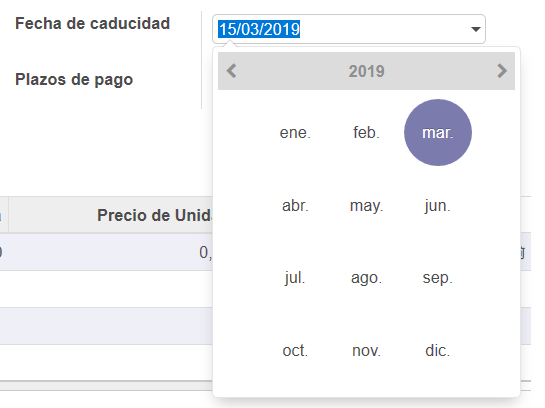 Fecha de caducidad
15/03/2019
Plazos de pago
2019
ene. feb. mar.
abr. may. jun.
jul. ago. sep.
oct. nov. dic.
Precio de
0,